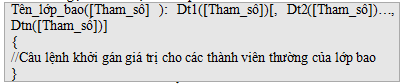 Tên_lớp_bao([Tham_số] ): Dt1([Tham_số])[, Dt2([Tham_số])…,
Dtn([Tham_số])]
{
//Câu lệnh khởi gán giá trị cho các thành viên thường của lớp bao
}